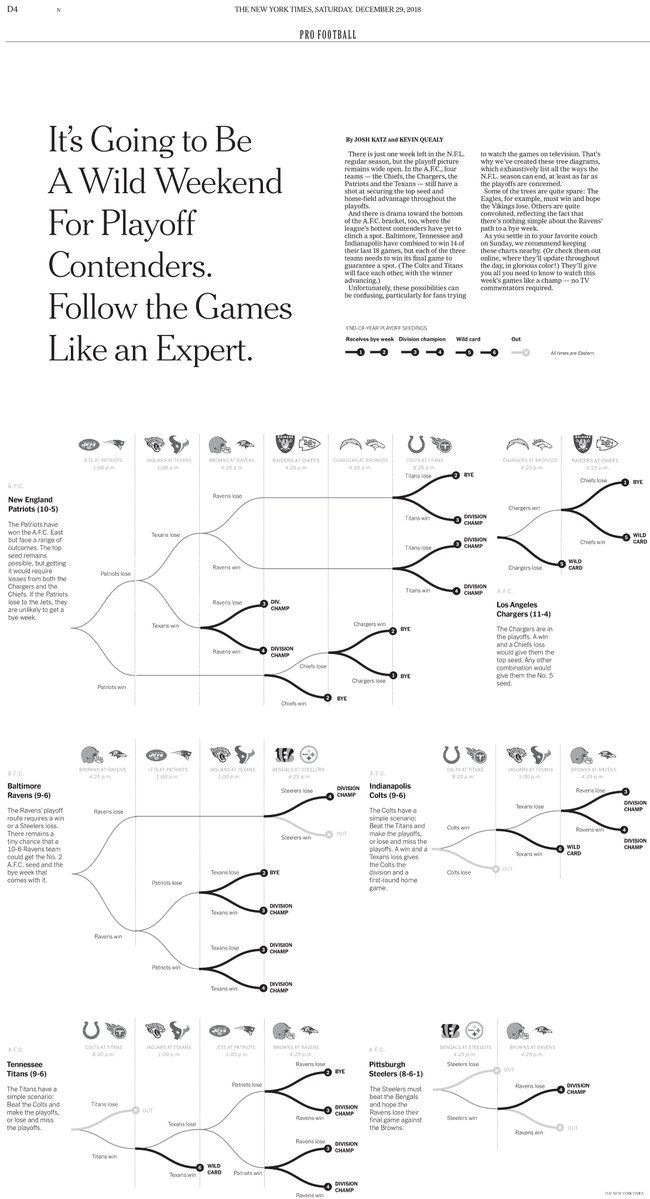 D4
N
THE NEW YORK TIMES, SATURDAY, DECEMBER 29, 2018
PRO FOOTBALL
It's Going to Be
A Wild Weekend
For Playoff
Contenders.
Follow the Games
Like an Expert.
By JOSH KATZ and KEVIN QUEALY
There is just one week left in the N.F.L.
regular season, but the playoff picture
remains wide open. In the A.F.C., four
teams — the Chiefs, the Chargers, the
Patriots and the Texans — still have a
shot at securing the top seed and
home-field advantage throughout the
playoffs.
And there is drama toward the bottom
of the A.F.C. bracket, too, where the
league's hottest contenders have yet to
clinch a spot. Baltimore, Tennessee and
Indianapolis have combined to win 14 of
their last 18 games, but each of the three
teams needs to win its final game to
guarantee a spot. (The Colts and Titans
will face each other, with the winner
advancing.)
Unfortunately, these possibilities can
be confusing, particularly for fans trying
to watch the games on television. That's
why we've created these tree diagrams,
which exhaustively list all the ways the
N.F.L. season can end, at least as far as
the playoffs are concerned.
Some of the trees are quite spare: The
Eagles, for example, must win and hope
the Vikings lose. Others are quite
convoluted, reflecting the fact that
there's nothing simple about the Ravens'
path to a bye week.
As you settle in to your favorite couch
on Sunday, we recommend keeping
these charts nearby. (Or check them out
online, where they'll update throughout
the day, in glorious color!) They'll give
you all you need to know to watch this
week's games like a champ — no TV
commentators required.
END-OF-YEAR PLAYOFF SEEDINGS
Receives bye week Division champion Wild card Out
1 2 3 4 5 6
All times are Eastern.
JETS AT PATRIOTS
1:00 p.m.
JAGUARS AT TEXANS
1:00 p.m.
BROWNS AT RAVENS
4:25 p.m.
RAIDERS AT CHIEFS
4:25 p.m.
CHARGERS AT BRONCOS
4:25 p.m.
COLTS AT TITANS
8:20 p.m.
A.F.C.
New England
Patriots (10-5)
The Patriots have
won the A.F.C. East
but face a range of
outcomes. The top
seed remains
possible, but getting
it would require
losses from both the
Chargers and the
Chiefs. If the Patriots
lose to the Jets, they
are unlikely to get a
bye week.
Patriots lose
Patriots win
Texans lose
Texans win
Ravens lose
Ravens win
Titans lose
2 BYE
Titans win
3 DIVISION
CHAMP
Titans lose
3 DIVISION
CHAMP
Titans win
4 DIVISION
CHAMP
Ravens lose
3 DIV.
CHAMP
Ravens win
4 DIVISION
CHAMP
Chiefs lose
Chiefs win
2 BYE
Chargers win
2 BYE
Chargers lose
1 BYE
CHARGERS AT BRONCOS
4:25 p.m.
RAIDERS AT CHIEFS
4:25 p.m.
Chargers win
Chargers lose
5 WILD
CARD
Chiefs lose
1 BYE
Chiefs win
5 WILD
CARD
A.F.C.
Los Angeles
Chargers (11-4)
The Chargers are in
the playoffs. A win
and a Chiefs loss
would give them the
top seed. Any other
combination would
give them the No. 5
seed.
BROWNS AT RAVENS
4:25 p.m.
JETS AT PATRIOTS
1:00 p.m.
JAGUARS AT TEXANS
1:00 p.m.
BENGALS AT STEELERS
4:25 p.m.
A.F.C.
Baltimore
Ravens (9-6)
The Ravens' playoff
route requires a win
or a Steelers loss.
There remains a
tiny chance that a
10-6 Ravens team
could get the No. 2
A.F.C. seed and the
bye week that
comes with it.
Ravens lose
Ravens win
Steelers lose
4 DIVISION
CHAMP
Steelers win
OUT
Patriots lose
Patriots win
Texans lose
2 BYE
Texans win
3 DIVISION
CHAMP
Texans lose
3 DIVISION
CHAMP
Texans win
4 DIVISION
CHAMP
COLTS AT TITANS
8:20 p.m.
JAGUARS AT TEXANS
1:00 p.m.
BROWNS AT RAVENS
4:25 p.m.
A.F.C.
Indianapolis
Colts (9-6)
The Colts have a
simple scenario:
Beat the Titans and
make the playoffs,
or lose and miss the
playoffs. A win and a
Texans loss gives
the Colts the
division and a
first-round home
game.
Colts win
Colts lose
OUT
Texans lose
Texans win
6 WILD
CARD
Ravens lose
3
DIVISION
CHAMP
Ravens win
4
DIVISION
CHAMP
COLTS AT TITANS
8:20 p.m.
JAGUARS AT TEXANS
1:00 p.m.
JETS AT PATRIOTS
1:00 p.m.
BROWNS AT RAVENS
4:25 p.m.
A.F.C.
Tennessee
Titans (9-6)
The Titans have a
simple scenario:
Beat the Colts and
make the playoffs,
or lose and miss
the playoffs.
Titans lose
OUT
Titans win
Texans lose
Texans win
6 WILD
CARD
Patriots lose
Patriots win
Ravens lose
2 BYE
3 DIVISION
CHAMP
Ravens win
Ravens lose
3 DIVISION
CHAMP
4 DIVISION
CHAMP
Ravens win
BENGALS AT STEELERS
4:25 p.m.
BROWNS AT RAVENS
4:25 p.m.
A.F.C.
Pittsburgh
Steelers (8-6-1)
The Steelers must
beat the Bengals
and hope the
Ravens lose their
final game against
the Browns.
Steelers lose
OUT
Steelers win
Ravens lose
4 DIVISION
CHAMP
OUT
Ravens win
THE NEW YORK TIMES